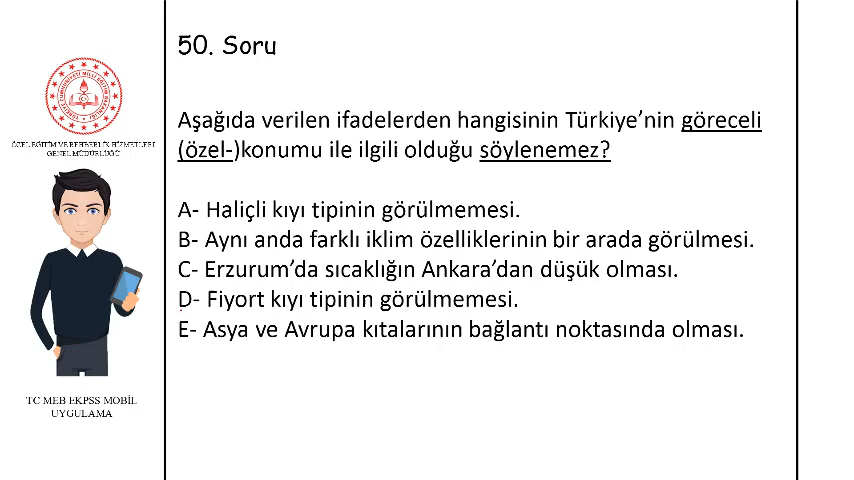 50. Soru
ÖZEL EĞİTİM VE REHBERLİK HİZMETLERİ
GENEL MÜDÜRLÜĞÜ
Aşağıda verilen ifadelerden hangisinin Türkiye’nin göreceli
(özel-)konumu ile ilgili olduğu söylenemez?
A- Haliçli kıyı tipinin görülmemesi.
B- Aynı anda farklı iklim özelliklerinin bir arada görülmesi.
C- Erzurum’da sıcaklığın Ankara’dan düşük olması.
D- Fiyort kıyı tipinin görülmemesi.
E- Asya ve Avrupa kıtalarının bağlantı noktasında olması.
TC MEB EKPSS MOBİL
UYGULAMA